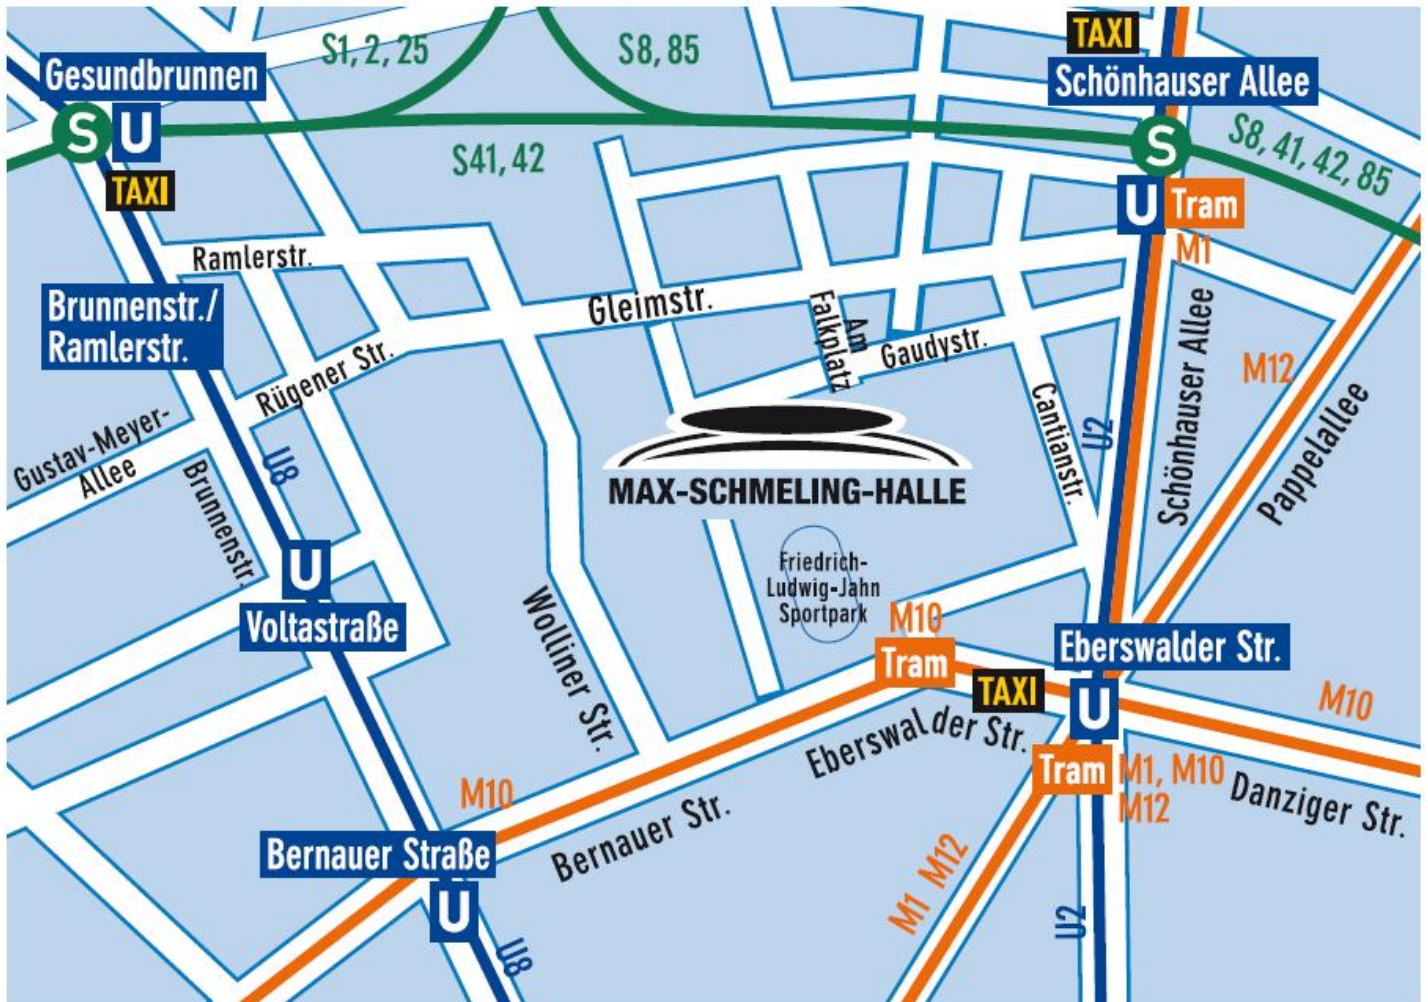 TAXI
S1, 2, 25
S8, 85
Gesundbrunnen
Schönhauser Allee
S
U
S
S8, 41, 42, 85
S41, 42
TAXI
U
Tram
M1
Ramlerstr.
Brunnenstr./
Ramlerstr.
Gleimstr.
Am
Falkplatz
Gaudystr.
Rügener Str.
Schönhauser Allee
M12
Pappelallee
Cantianstr.
U2
Gustav-Meyer-
Allee
Brunnenstr.
U8
MAX-SCHMELING-HALLE
U
Voltastraße
Friedrich-
Ludwig-Jahn
Sportpark
Wolliner Str.
M10
Tram
Eberswalder Str.
TAXI
U
M10
Eberswalder Str.
Tram
M1, M10
M12
Danziger Str.
M10
Bernauer Str.
Bernauer Straße
U
U8
M1 M12
U2